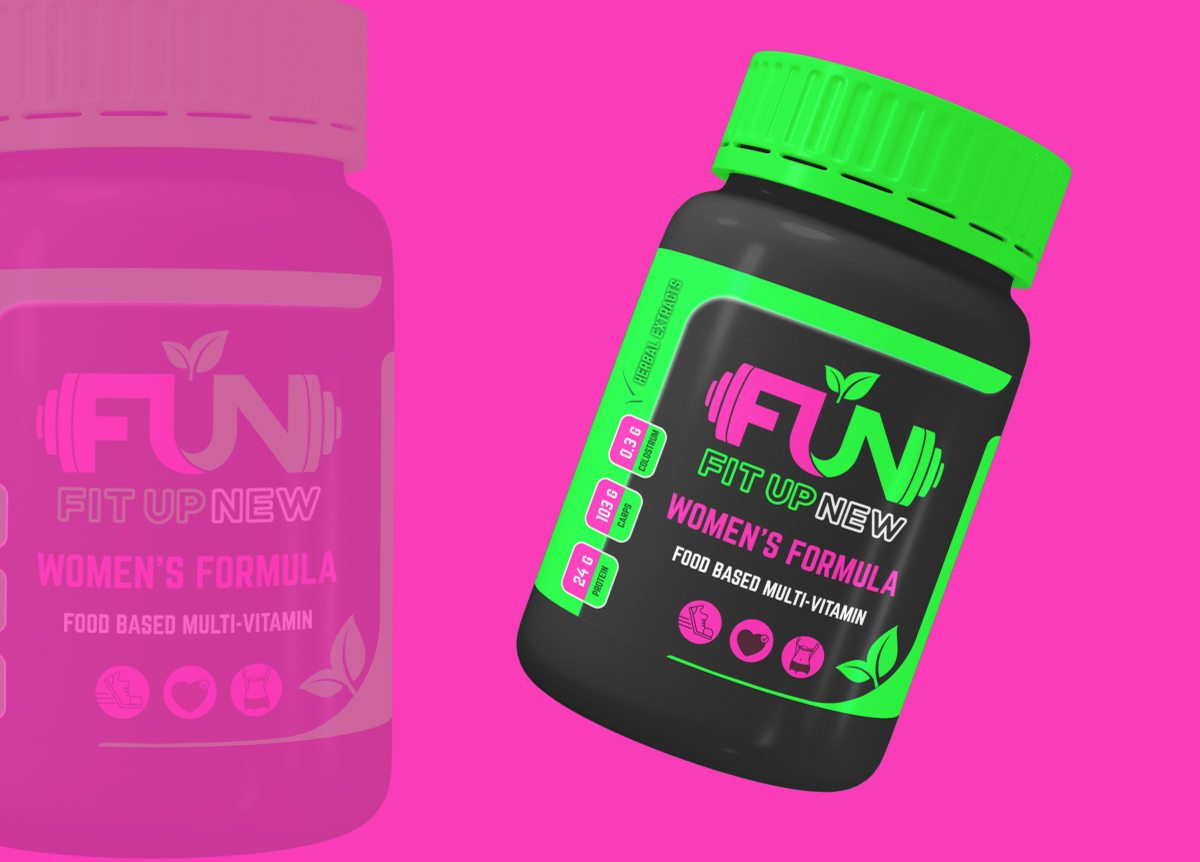 FUN
FIT UP NEW
WOMEN'S FORMULA
FOOD BASED MULTI-VITAMIN
HERBAL EXTRACTS
0.3 G
COLOSTRUM
103 G
CARPS
24 G
PROTEIN
FUN
FIT UP NEW
WOMEN'S FORMULA
FOOD BASED MULTI-VITAMIN